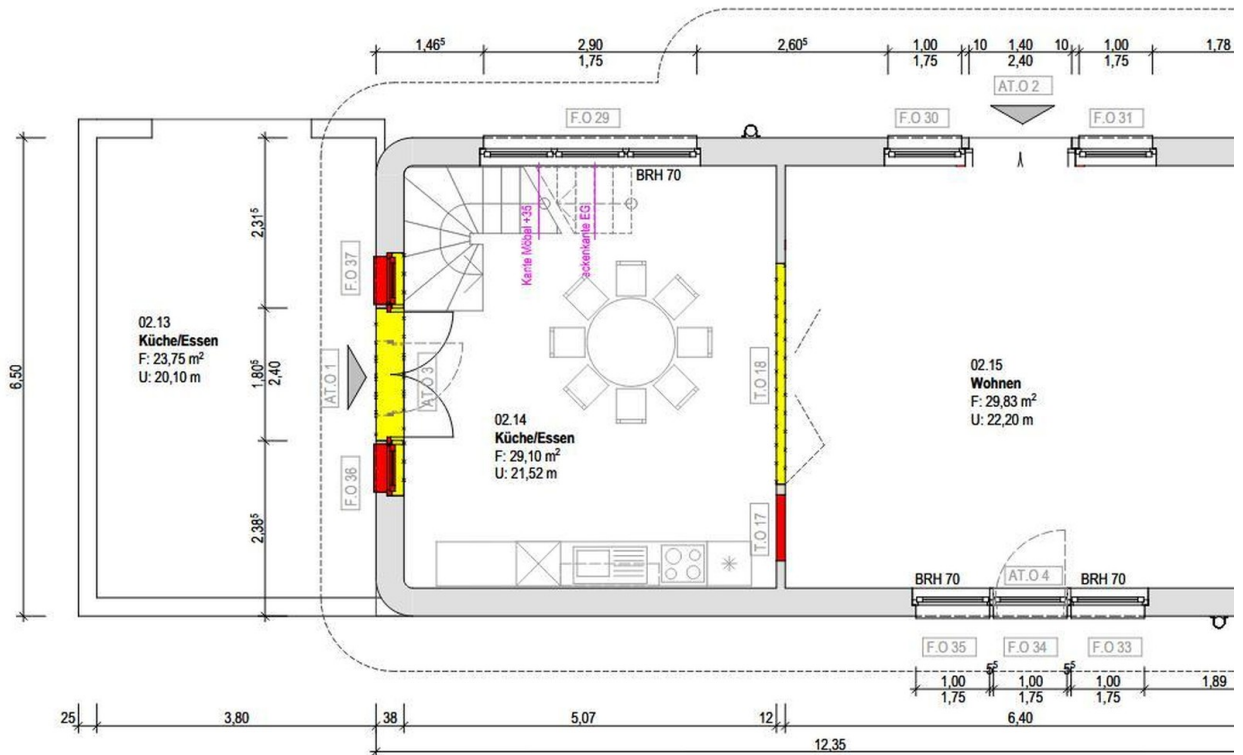 1,46⁵ 2,90 2,60⁵ 1,00 10 1,40 10 1,00 1,78
1,75 1,75 2,40 1,75
AT.O 2
F.O 29 F.O 30 F.O 31
BRH 70
Kante Möbel +35
eckenkante EG
2,31⁵
F.O 37
02.13
Küche/Essen
F: 23,75 m²
U: 20,10 m
6,50
1,80⁵
2,40
AT.O 1
AT.O 3
T.O 18
02.15
Wohnen
F: 29,83 m²
U: 22,20 m
02.14
Küche/Essen
F: 29,10 m²
U: 21,52 m
F.O 36
2,38⁵
T.O 17
BRH 70 AT.O 4 BRH 70
F.O 35 F.O 34 F.O 33
5⁵ 5⁵
1,00 1,00 1,00 1,89
1,75 1,75 1,75
25 3,80 38 5,07 12 6,40
12,35